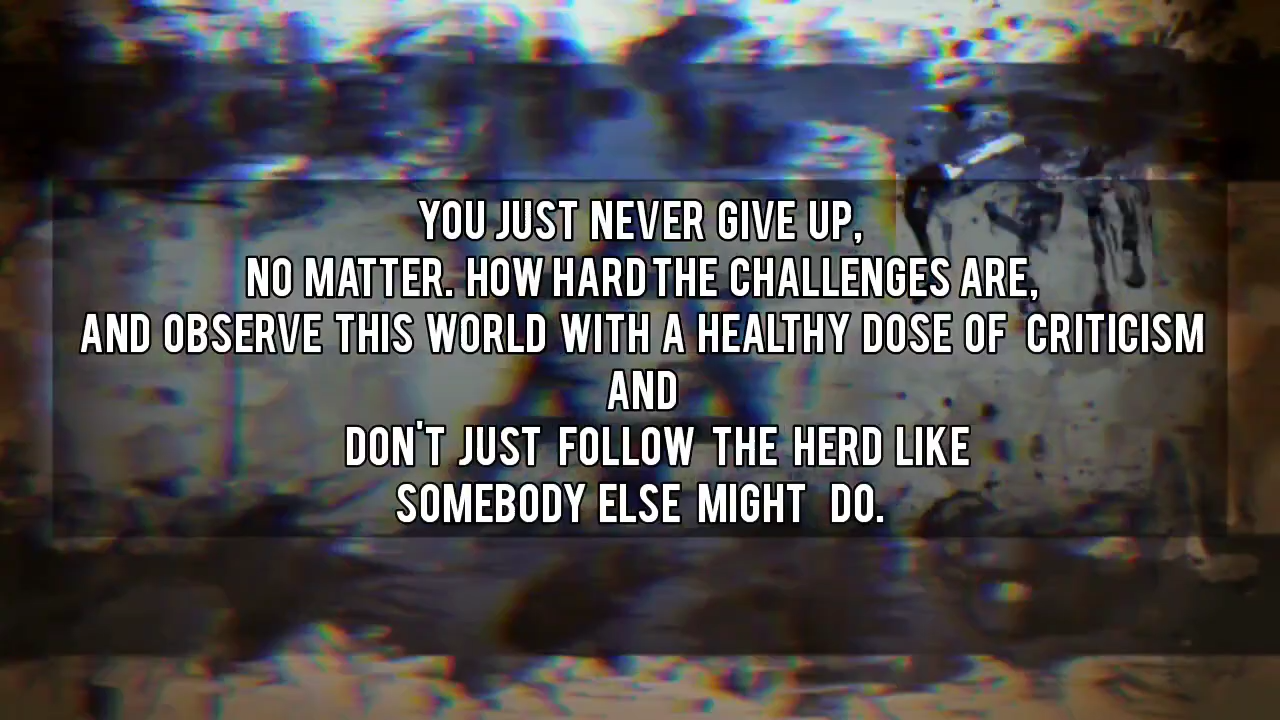 YOU JUST NEVER GIVE UP,
NO MATTER. HOW HARD THE CHALLENGES ARE,
AND OBSERVE THIS WORLD WITH A HEALTHY DOSE OF CRITICISM
AND
DON'T JUST FOLLOW THE HERD LIKE
SOMEBODY ELSE MIGHT DO.